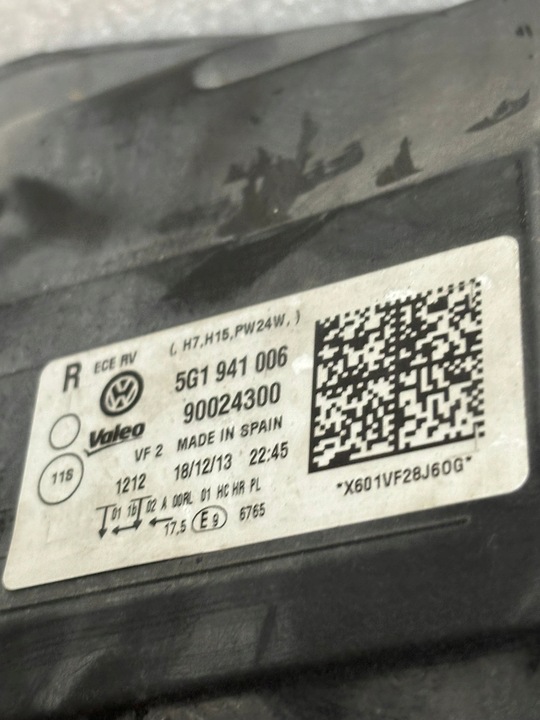 R ECE RV (, H7,H15,PW24W, )
5G1 941 006
90024300
Valeo
VF 2 MADE IN SPAIN
11S
1212 18/12/13 22:45
01 1b 02 A 00RL 01 HC HR PL
17.5 E9 6765
*X601VF28J60G*